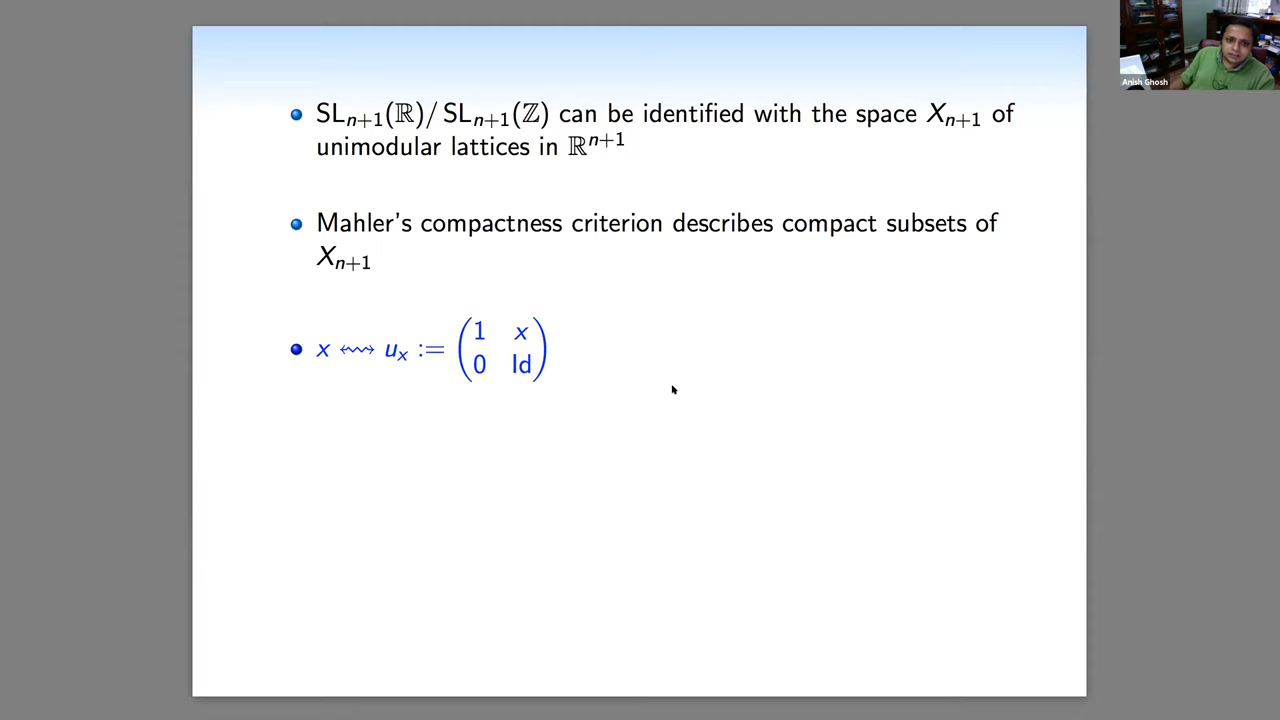 SL_{n+1}(ℝ)/ SL_{n+1}(ℤ) can be identified with the space X_{n+1} of
unimodular lattices in ℝ^{n+1}
Mahler's compactness criterion describes compact subsets of
X_{n+1}
x ⇝ u_x := (1 x
0 Id)
Anish Ghosh